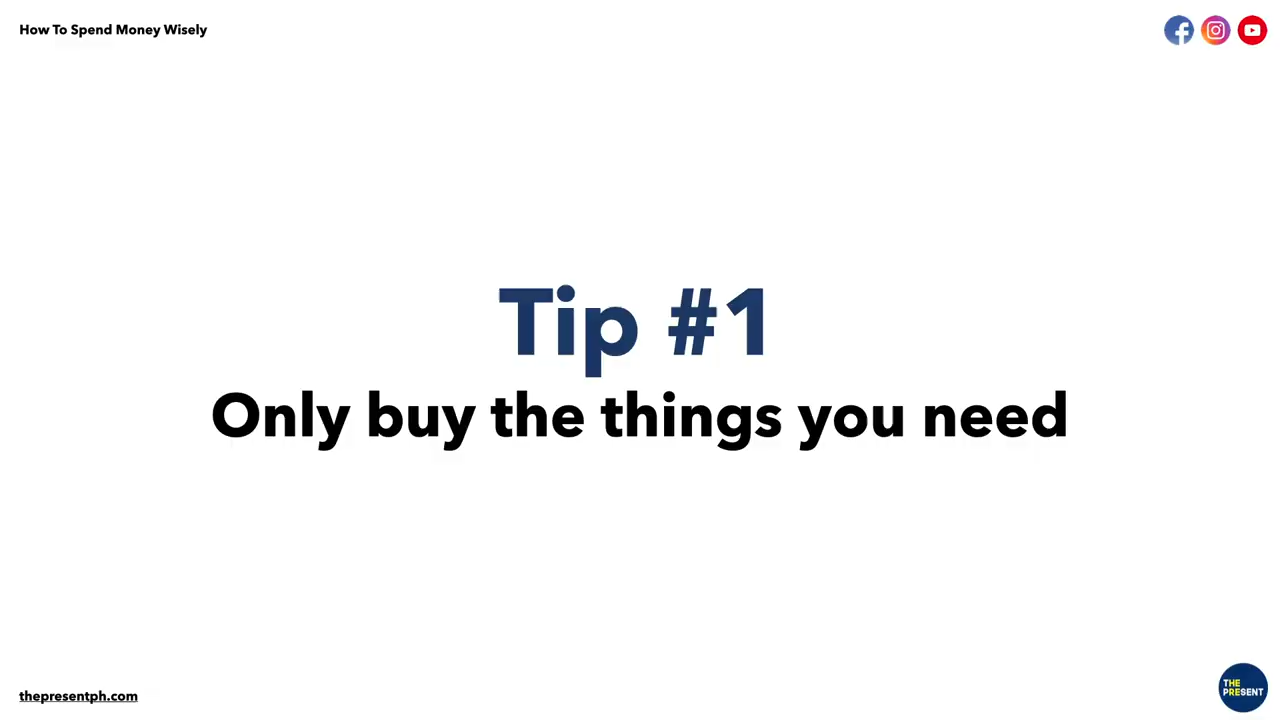 How To Spend Money Wisely
Tip #1
Only buy the things you need
thepresentph.com
THE
PRESENT